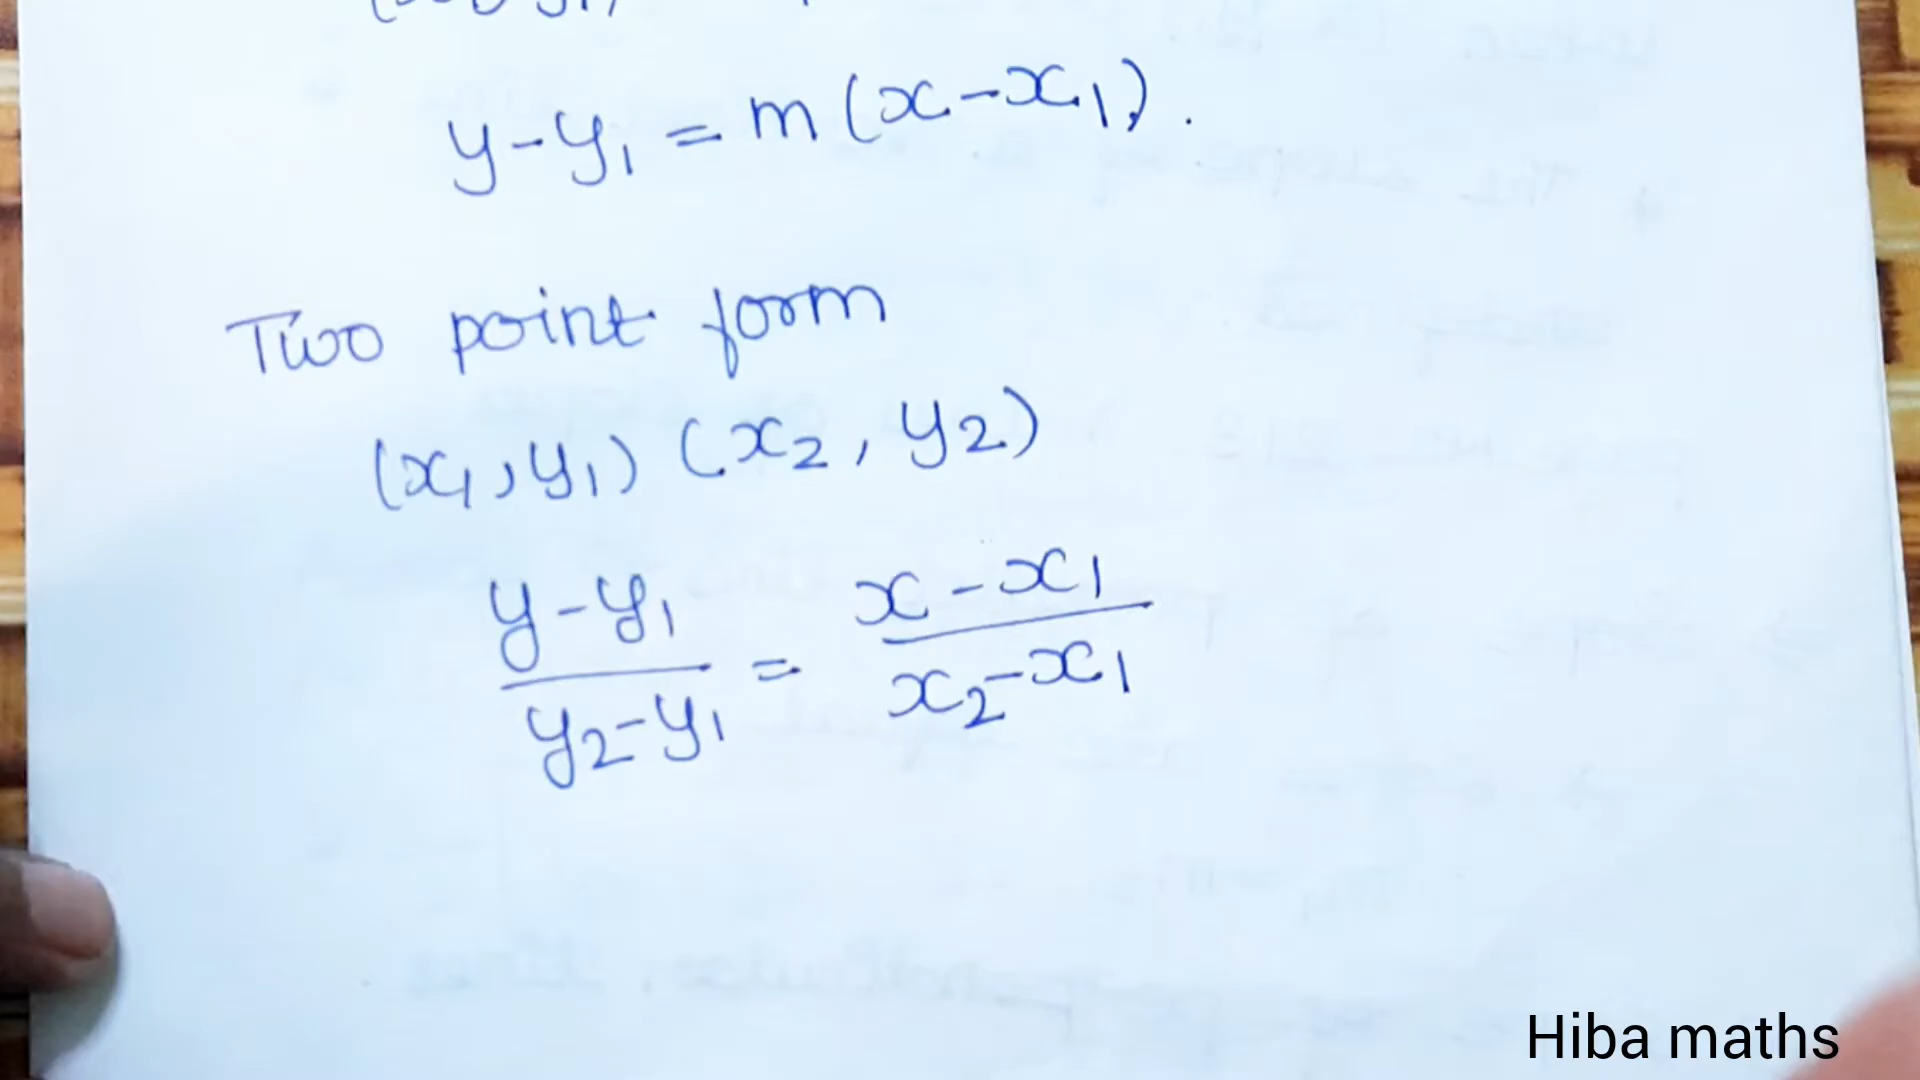 y-y₁ = m(x-x₁).
Two point form
(x₁,y₁) (x₂, y₂)
y-y₁ / y₂-y₁ = x-x₁ / x₂-x₁
Hiba maths